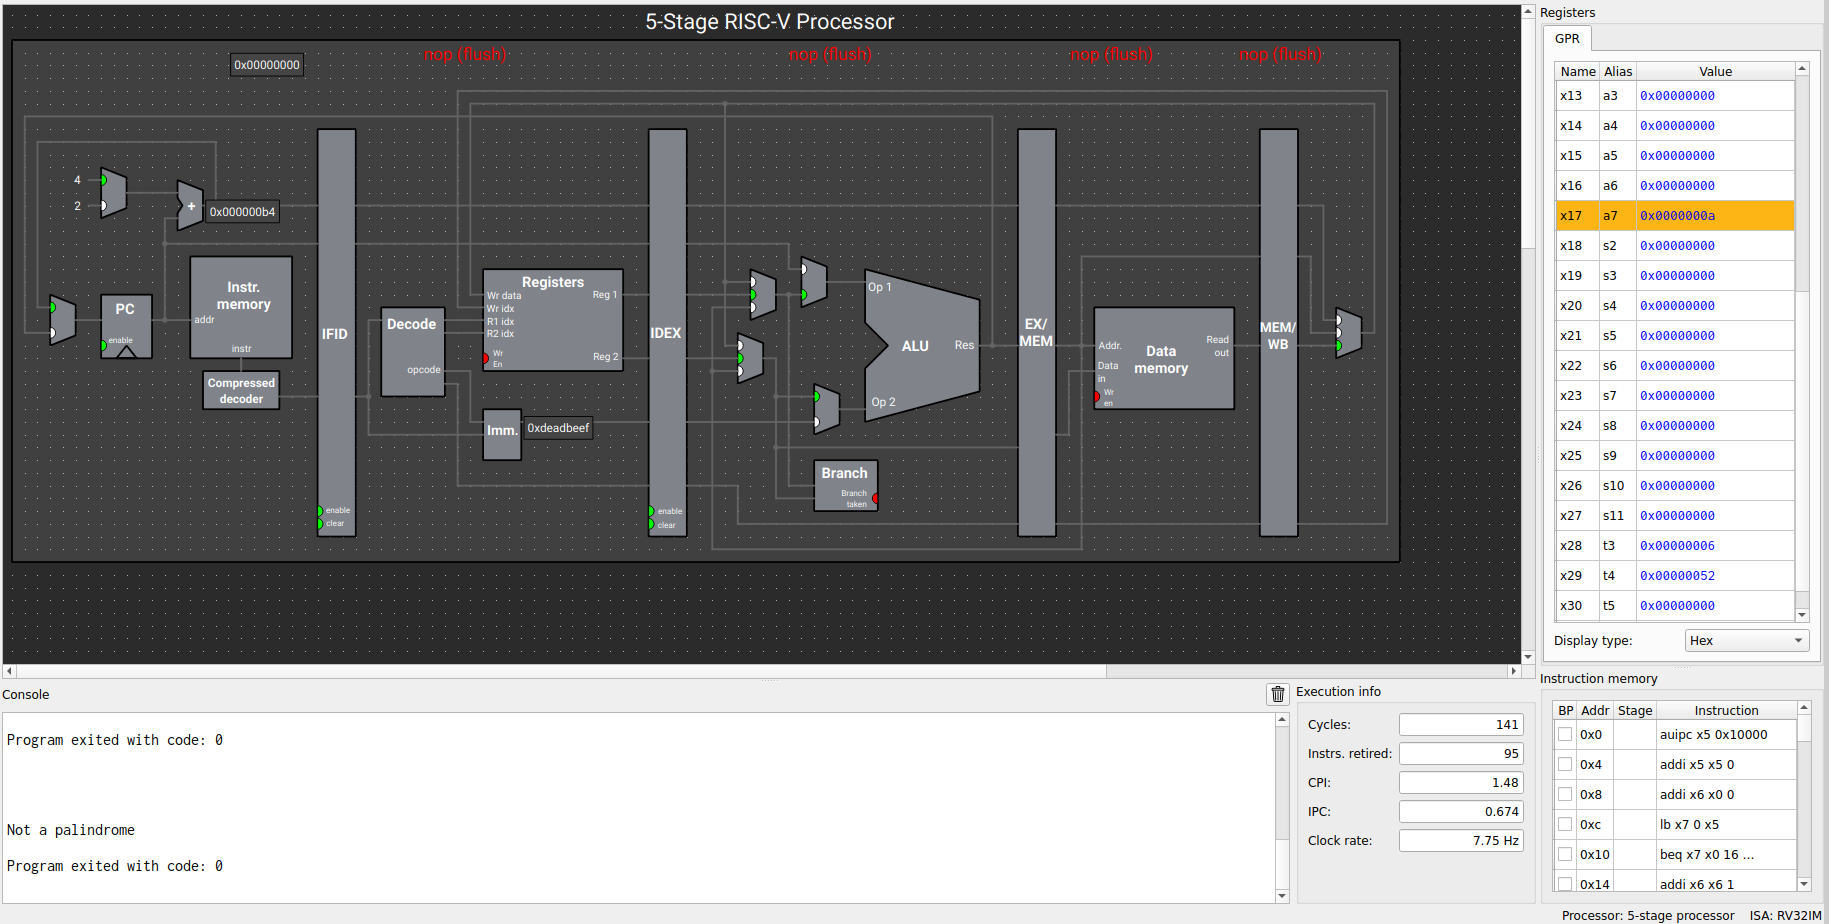 5-Stage RISC-V Processor
nop (flush)
nop (flush)
nop (flush)
nop (flush)
0x00000000
4
2
+
0x000000b4
PC
enable
Instr.
memory
addr
instr
Compressed
decoder
IFID
enable
clear
Decode
opcode
Registers
Wr data
Wr idx
R1 idx
R2 idx
Wr
En
Reg 1
Reg 2
Imm.
0xdeadbeef
IDEX
enable
clear
Op 1
ALU
Res
Op 2
Branch
Branch
taken
EX/
MEM
Addr.
Data
in
Wr
en
Data
memory
Read
out
MEM/
WB
Console
Program exited with code: 0
Not a palindrome
Program exited with code: 0
Execution info
Cycles: 141
Instrs. retired: 95
CPI: 1.48
IPC: 0.674
Clock rate: 7.75 Hz
Registers
GPR
Name Alias Value
x13 a3 0x00000000
x14 a4 0x00000000
x15 a5 0x00000000
x16 a6 0x00000000
x17 a7 0x0000000a
x18 s2 0x00000000
x19 s3 0x00000000
x20 s4 0x00000000
x21 s5 0x00000000
x22 s6 0x00000000
x23 s7 0x00000000
x24 s8 0x00000000
x25 s9 0x00000000
x26 s10 0x00000000
x27 s11 0x00000000
x28 t3 0x00000006
x29 t4 0x00000052
x30 t5 0x00000000
Display type: Hex
Instruction memory
BP Addr Stage Instruction
0x0 auipc x5 0x10000
0x4 addi x5 x5 0
0x8 addi x6 x0 0
0xc lb x7 0 x5
0x10 beq x7 x0 16 ...
0x14 addi x6 x6 1
Processor: 5-stage processor ISA: RV32IM